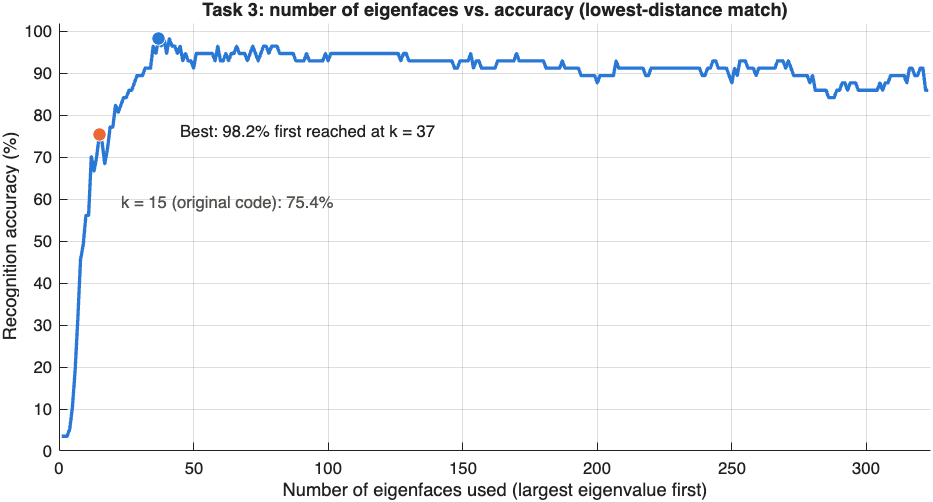 Task 3: number of eigenfaces vs. accuracy (lowest-distance match)
Recognition accuracy (%)
100
90
80
70
60
50
40
30
20
10
0
Best: 98.2% first reached at k = 37
k = 15 (original code): 75.4%
0 50 100 150 200 250 300
Number of eigenfaces used (largest eigenvalue first)